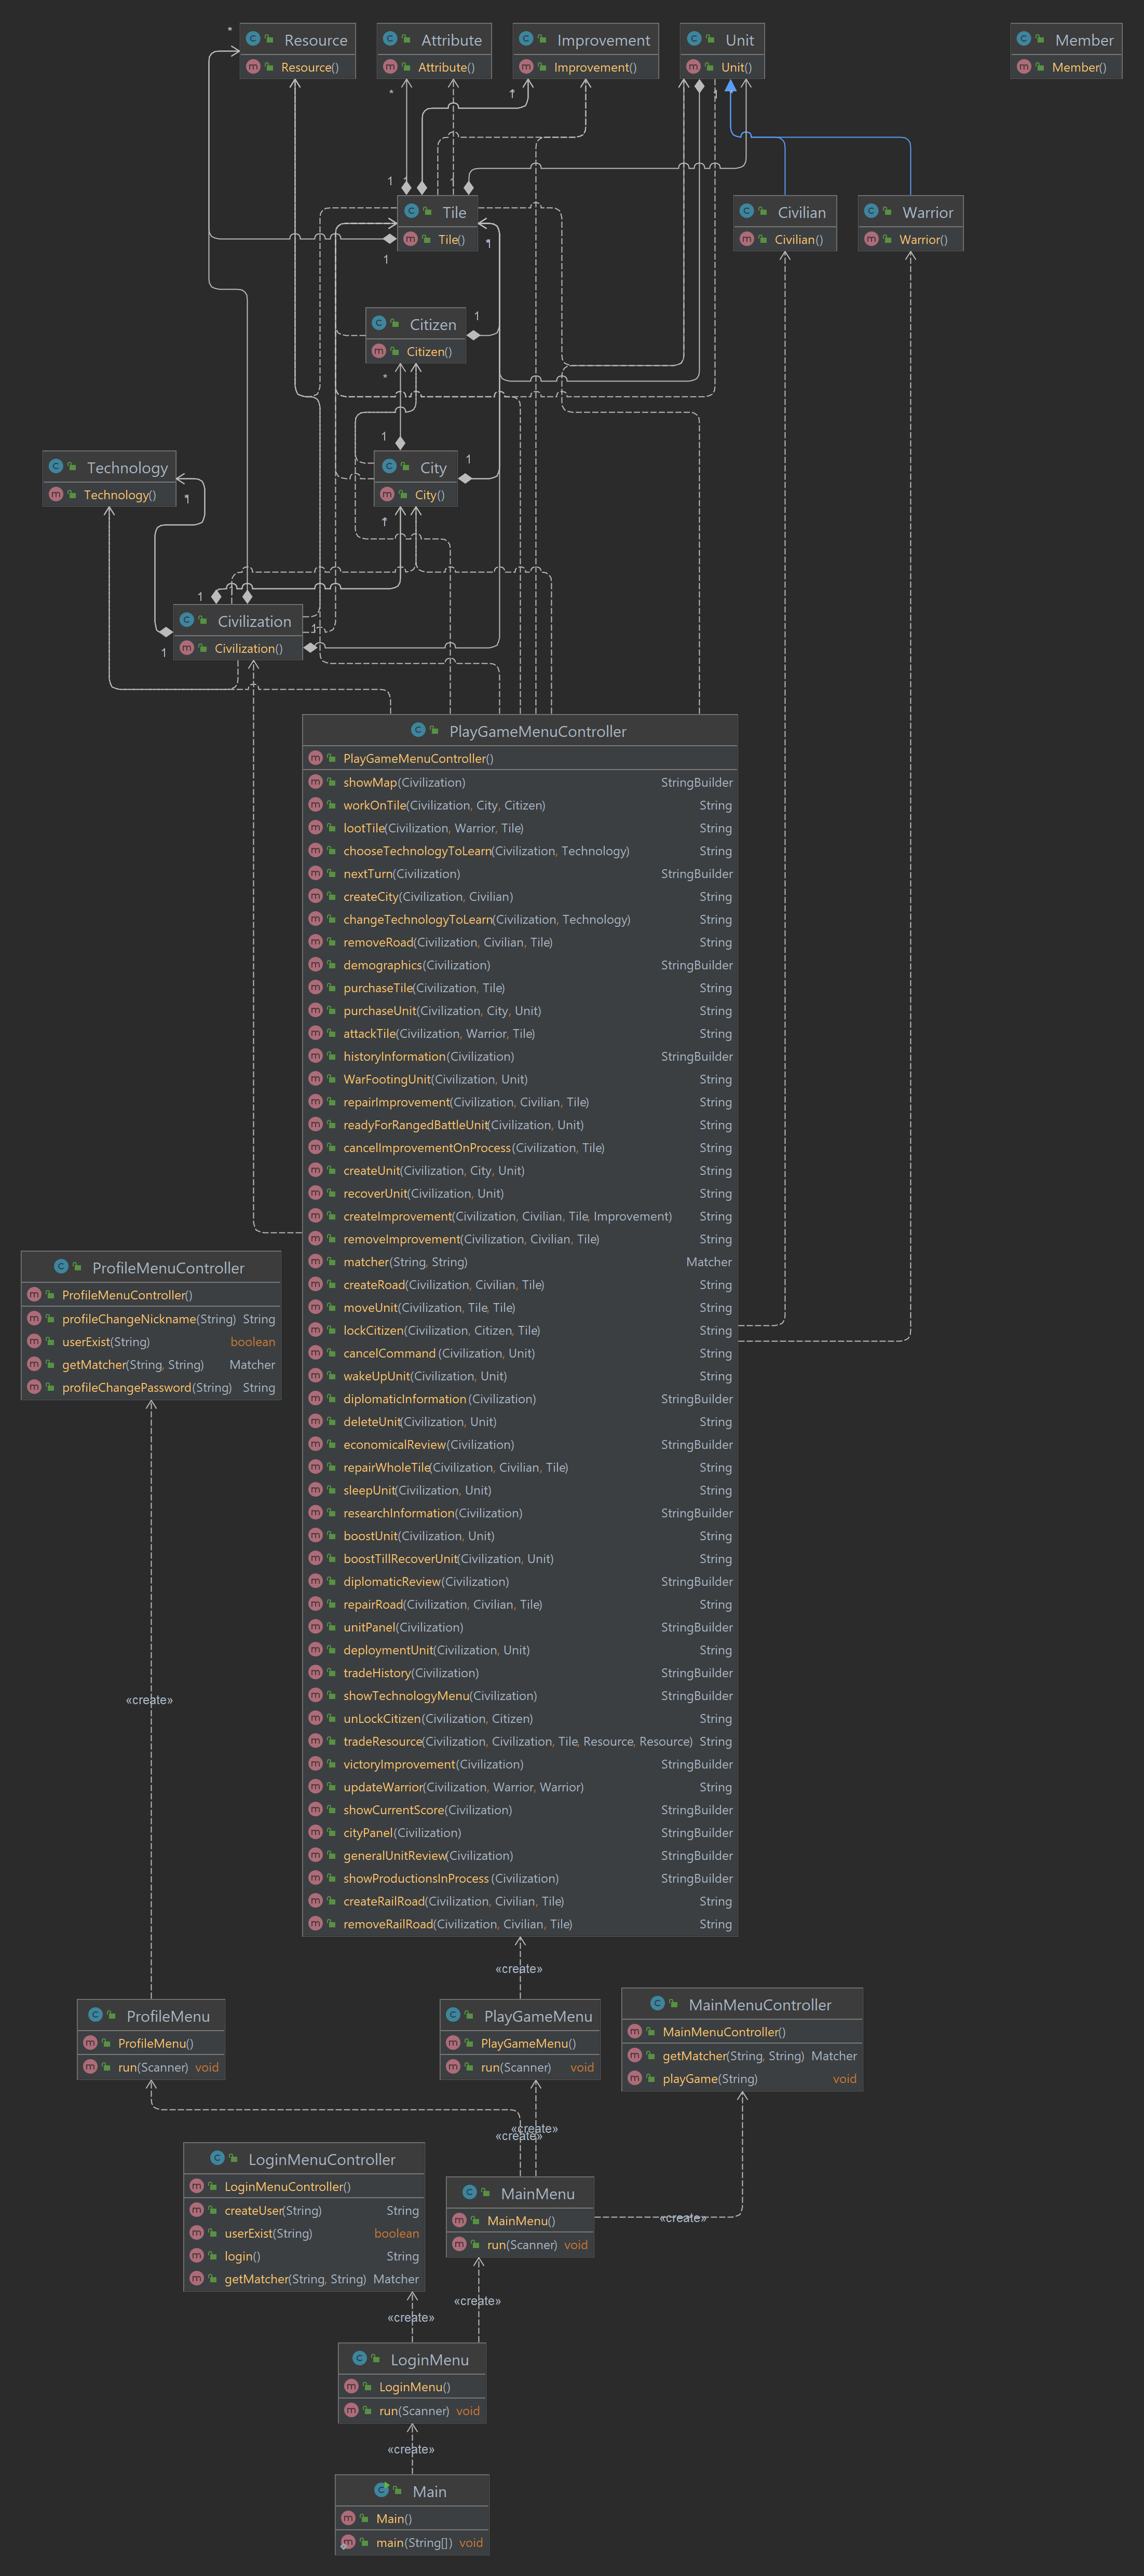 *
Resource
Resource()
Attribute
Attribute()
Improvement
Improvement()
Unit
Unit()
Member
Member()
*
1
1
Tile
Tile()
1
1
Civilian
Civilian()
Warrior
Warrior()
Citizen
Citizen()
1
*
1
City
City()
1
Technology
Technology()
1
1
Civilization
Civilization()
1
1
PlayGameMenuController
PlayGameMenuController()
showMap(Civilization) StringBuilder
workOnTile(Civilization, City, Citizen) String
lootTile(Civilization, Warrior, Tile) String
chooseTechnologyToLearn(Civilization, Technology) String
nextTurn(Civilization) StringBuilder
createCity(Civilization, Civilian) String
changeTechnologyToLearn(Civilization, Technology) String
removeRoad(Civilization, Civilian, Tile) String
demographics(Civilization) StringBuilder
purchaseTile(Civilization, Tile) String
purchaseUnit(Civilization, City, Unit) String
attackTile(Civilization, Warrior, Tile) String
historyInformation(Civilization) StringBuilder
WarFootingUnit(Civilization, Unit) String
repairImprovement(Civilization, Civilian, Tile) String
readyForRangedBattleUnit(Civilization, Unit) String
cancelImprovementOnProcess(Civilization, Tile) String
createUnit(Civilization, City, Unit) String
recoverUnit(Civilization, Unit) String
createImprovement(Civilization, Civilian, Tile, Improvement) String
removeImprovement(Civilization, Civilian, Tile) String
matcher(String, String) Matcher
createRoad(Civilization, Civilian, Tile) String
moveUnit(Civilization, Tile, Tile) String
lockCitizen(Civilization, Citizen, Tile) String
cancelCommand(Civilization, Unit) String
wakeUpUnit(Civilization, Unit) String
diplomaticInformation(Civilization) StringBuilder
deleteUnit(Civilization, Unit) String
economicalReview(Civilization) StringBuilder
repairWholeTile(Civilization, Civilian, Tile) String
sleepUnit(Civilization, Unit) String
researchInformation(Civilization) StringBuilder
boostUnit(Civilization, Unit) String
boostTillRecoverUnit(Civilization, Unit) String
diplomaticReview(Civilization) StringBuilder
repairRoad(Civilization, Civilian, Tile) String
unitPanel(Civilization) StringBuilder
deploymentUnit(Civilization, Unit) String
tradeHistory(Civilization) StringBuilder
showTechnologyMenu(Civilization) StringBuilder
unLockCitizen(Civilization, Citizen) String
tradeResource(Civilization, Civilization, Tile, Resource, Resource) String
victoryImprovement(Civilization) StringBuilder
updateWarrior(Civilization, Warrior, Warrior) String
showCurrentScore(Civilization) StringBuilder
cityPanel(Civilization) StringBuilder
generalUnitReview(Civilization) StringBuilder
showProductionsInProcess(Civilization) StringBuilder
createRailRoad(Civilization, Civilian, Tile) String
removeRailRoad(Civilization, Civilian, Tile) String
ProfileMenuController
ProfileMenuController()
profileChangeNickname(String) String
userExist(String) boolean
getMatcher(String, String) Matcher
profileChangePassword(String) String
«create»
«create»
ProfileMenu
ProfileMenu()
run(Scanner) void
PlayGameMenu
PlayGameMenu()
run(Scanner) void
MainMenuController
MainMenuController()
getMatcher(String, String) Matcher
playGame(String) void
«create»
«create»
LoginMenuController
LoginMenuController()
createUser(String) String
userExist(String) boolean
login() String
getMatcher(String, String) Matcher
MainMenu
MainMenu()
run(Scanner) void
«create»
«create»
«create»
LoginMenu
LoginMenu()
run(Scanner) void
«create»
Main
Main()
main(String[]) void